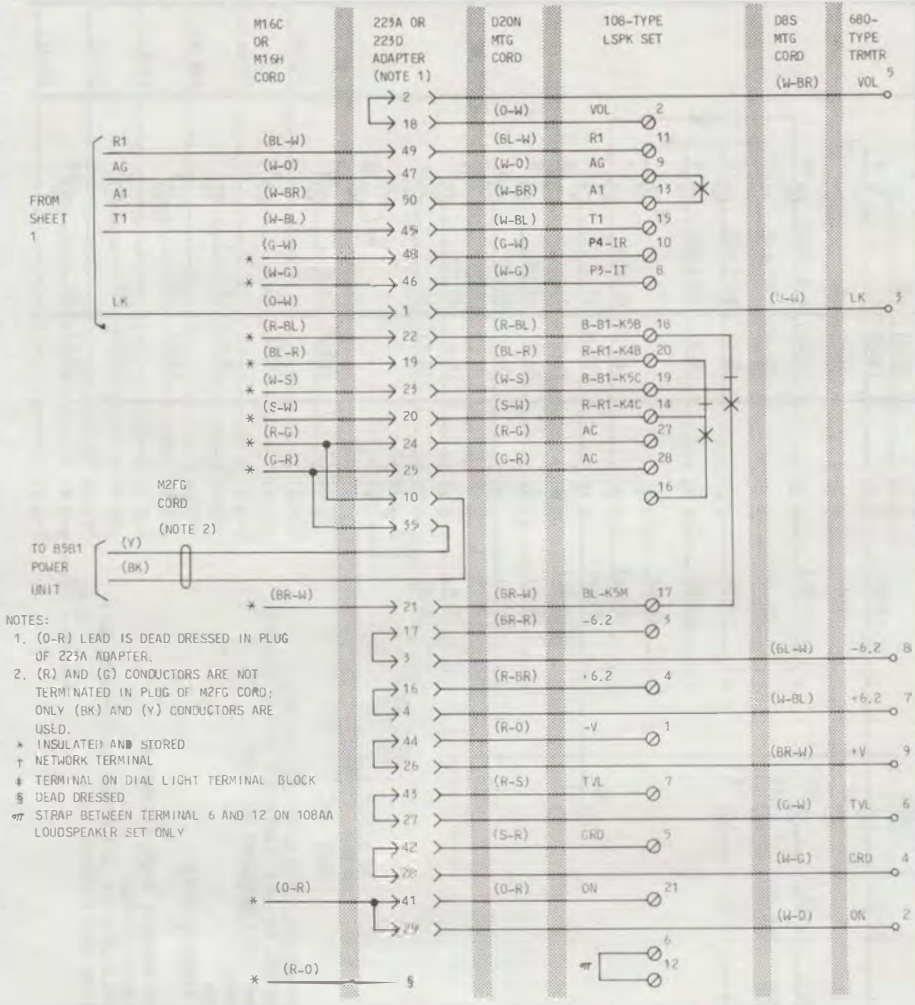 M16C OR M16H CORD
223A OR 223D ADAPTER (NOTE 1)
D20N MTG CORD
108-TYPE LSPK SET
D8S MTG CORD
680-TYPE TRMTR
2 (W-BR) VOL 5
18 (O-W) VOL 2
R1 (BL-W) 49 (BL-W) R1 11
AG (W-O) 47 (W-O) AG 9
A1 (W-BR) 50 (W-BR) A1 13
T1 (W-BL) 45 (W-BL) T1 15
FROM SHEET 1
* (G-W) 48 (G-W) P4-IR 10
* (W-G) 46 (W-G) P3-IT 8
LK (O-W) 1 (O-W) LK 3
* (R-BL) 22 (R-BL) B-B1-K5B 18
* (BL-R) 19 (BL-R) R-R1-K4B 20
* (W-S) 23 (W-S) B-B1-K5C 19
* (S-W) 20 (S-W) R-R1-K4C 14
* (R-G) 24 (R-G) AC 27
* (G-R) 25 (G-R) AC 28
10 16
35
M2FG CORD
(NOTE 2)
TO 85B1 POWER UNIT
(Y)
(BK)
* (BR-W) 21 (BR-W) BL-K5M 17
17 (BR-R) -6.2 3
3 (BL-W) -6.2 8
16 (R-BR) +6.2 4
4 (W-BL) +6.2 7
44 (R-O) -V 1
26 (BR-W) +V 9
43 (R-S) TVL 7
27 (G-W) TVL 6
42 (S-R) GRD 5
28 (W-G) GRD 4
* (O-R) 41 (O-R) ON 21
29 (W-O) ON 2
6
12
* (R-O) §
NOTES:
1. (O-R) LEAD IS DEAD DRESSED IN PLUG
OF 223A ADAPTER.
2. (R) AND (G) CONDUCTORS ARE NOT
TERMINATED IN PLUG OF M2FG CORD;
ONLY (BK) AND (Y) CONDUCTORS ARE
USED.
* INSULATED AND STORED
† NETWORK TERMINAL
‡ TERMINAL ON DIAL LIGHT TERMINAL BLOCK
§ DEAD DRESSED
STRAP BETWEEN TERMINAL 6 AND 12 ON 108AA
LOUDSPEAKER SET ONLY